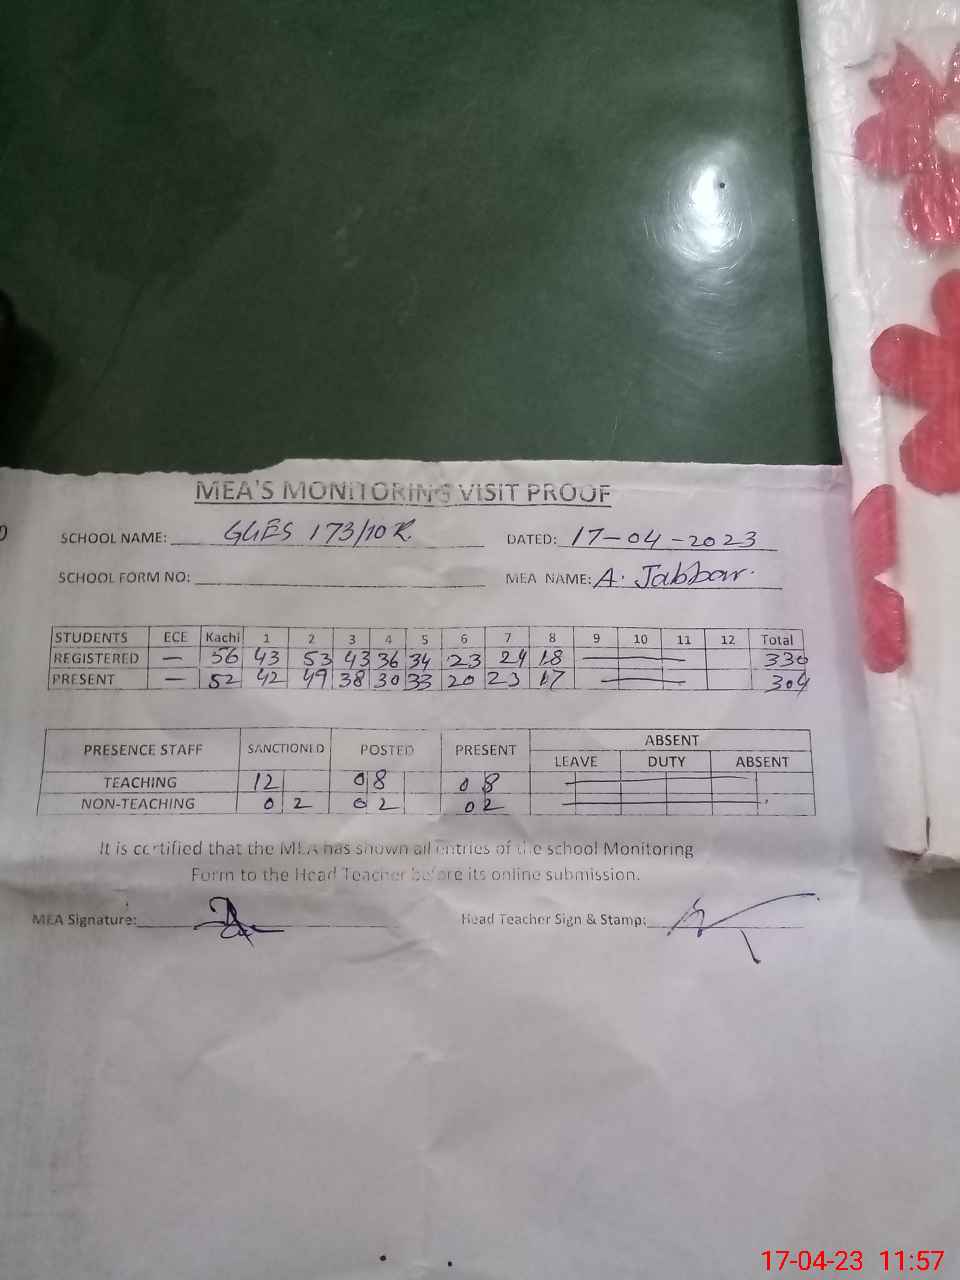 MEA'S MONITORING VISIT PROOF
SCHOOL NAME: GGES 173/10R DATED: 17-04-2023
SCHOOL FORM NO: MEA NAME: A. Jabbar.
STUDENTS ECE Kachi 1 2 3 4 5 6 7 8 9 10 11 12 Total
REGISTERED — 56 43 53 43 36 34 23 24 18 330
PRESENT — 52 42 49 38 30 33 20 23 17 304
PRESENCE STAFF SANCTIONED POSTED PRESENT ABSENT
LEAVE DUTY ABSENT
TEACHING 12 08 08
NON-TEACHING 02 02 02
It is certified that the MEA has shown all entries of the school Monitoring
Form to the Head Teacher before its online submission.
MEA Signature: Head Teacher Sign & Stamp:
17-04-23 11:57